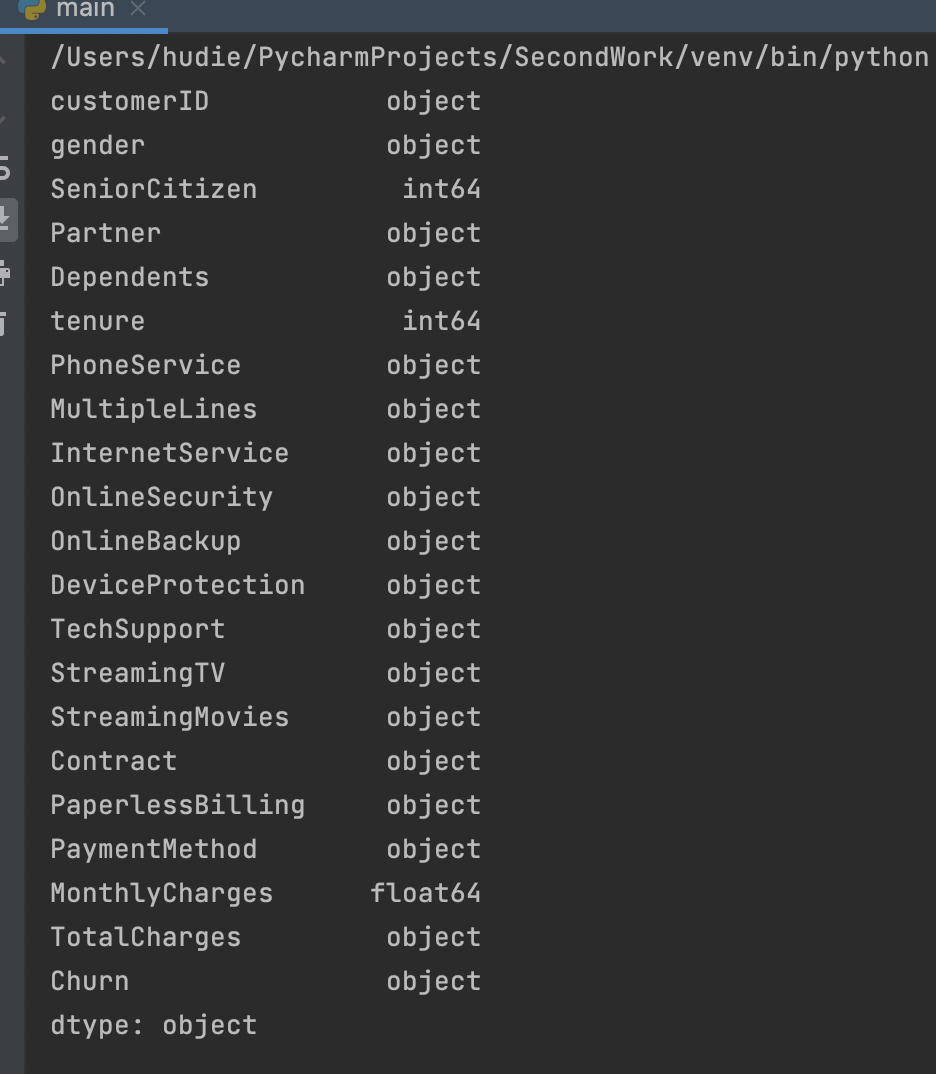 main
/Users/hudie/PycharmProjects/SecondWork/venv/bin/python
customerID object
gender object
SeniorCitizen int64
Partner object
Dependents object
tenure int64
PhoneService object
MultipleLines object
InternetService object
OnlineSecurity object
OnlineBackup object
DeviceProtection object
TechSupport object
StreamingTV object
StreamingMovies object
Contract object
PaperlessBilling object
PaymentMethod object
MonthlyCharges float64
TotalCharges object
Churn object
dtype: object